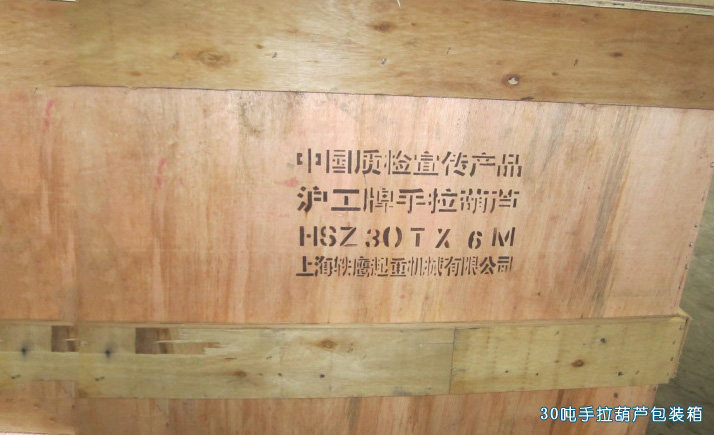 中国质检宣传产品
沪工牌手拉葫芦
HSZ 30T X 6M
上海轶鹰起重机械有限公司
30吨手拉葫芦包装箱